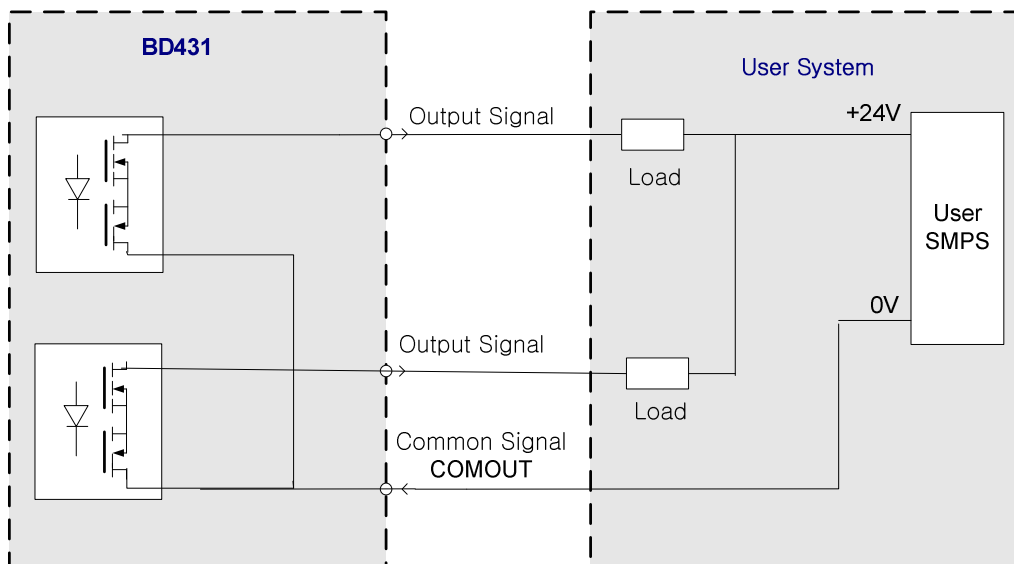 BD431
User System
Output Signal
+24V
Load
User
SMPS
0V
Output Signal
Load
Common Signal
COMOUT